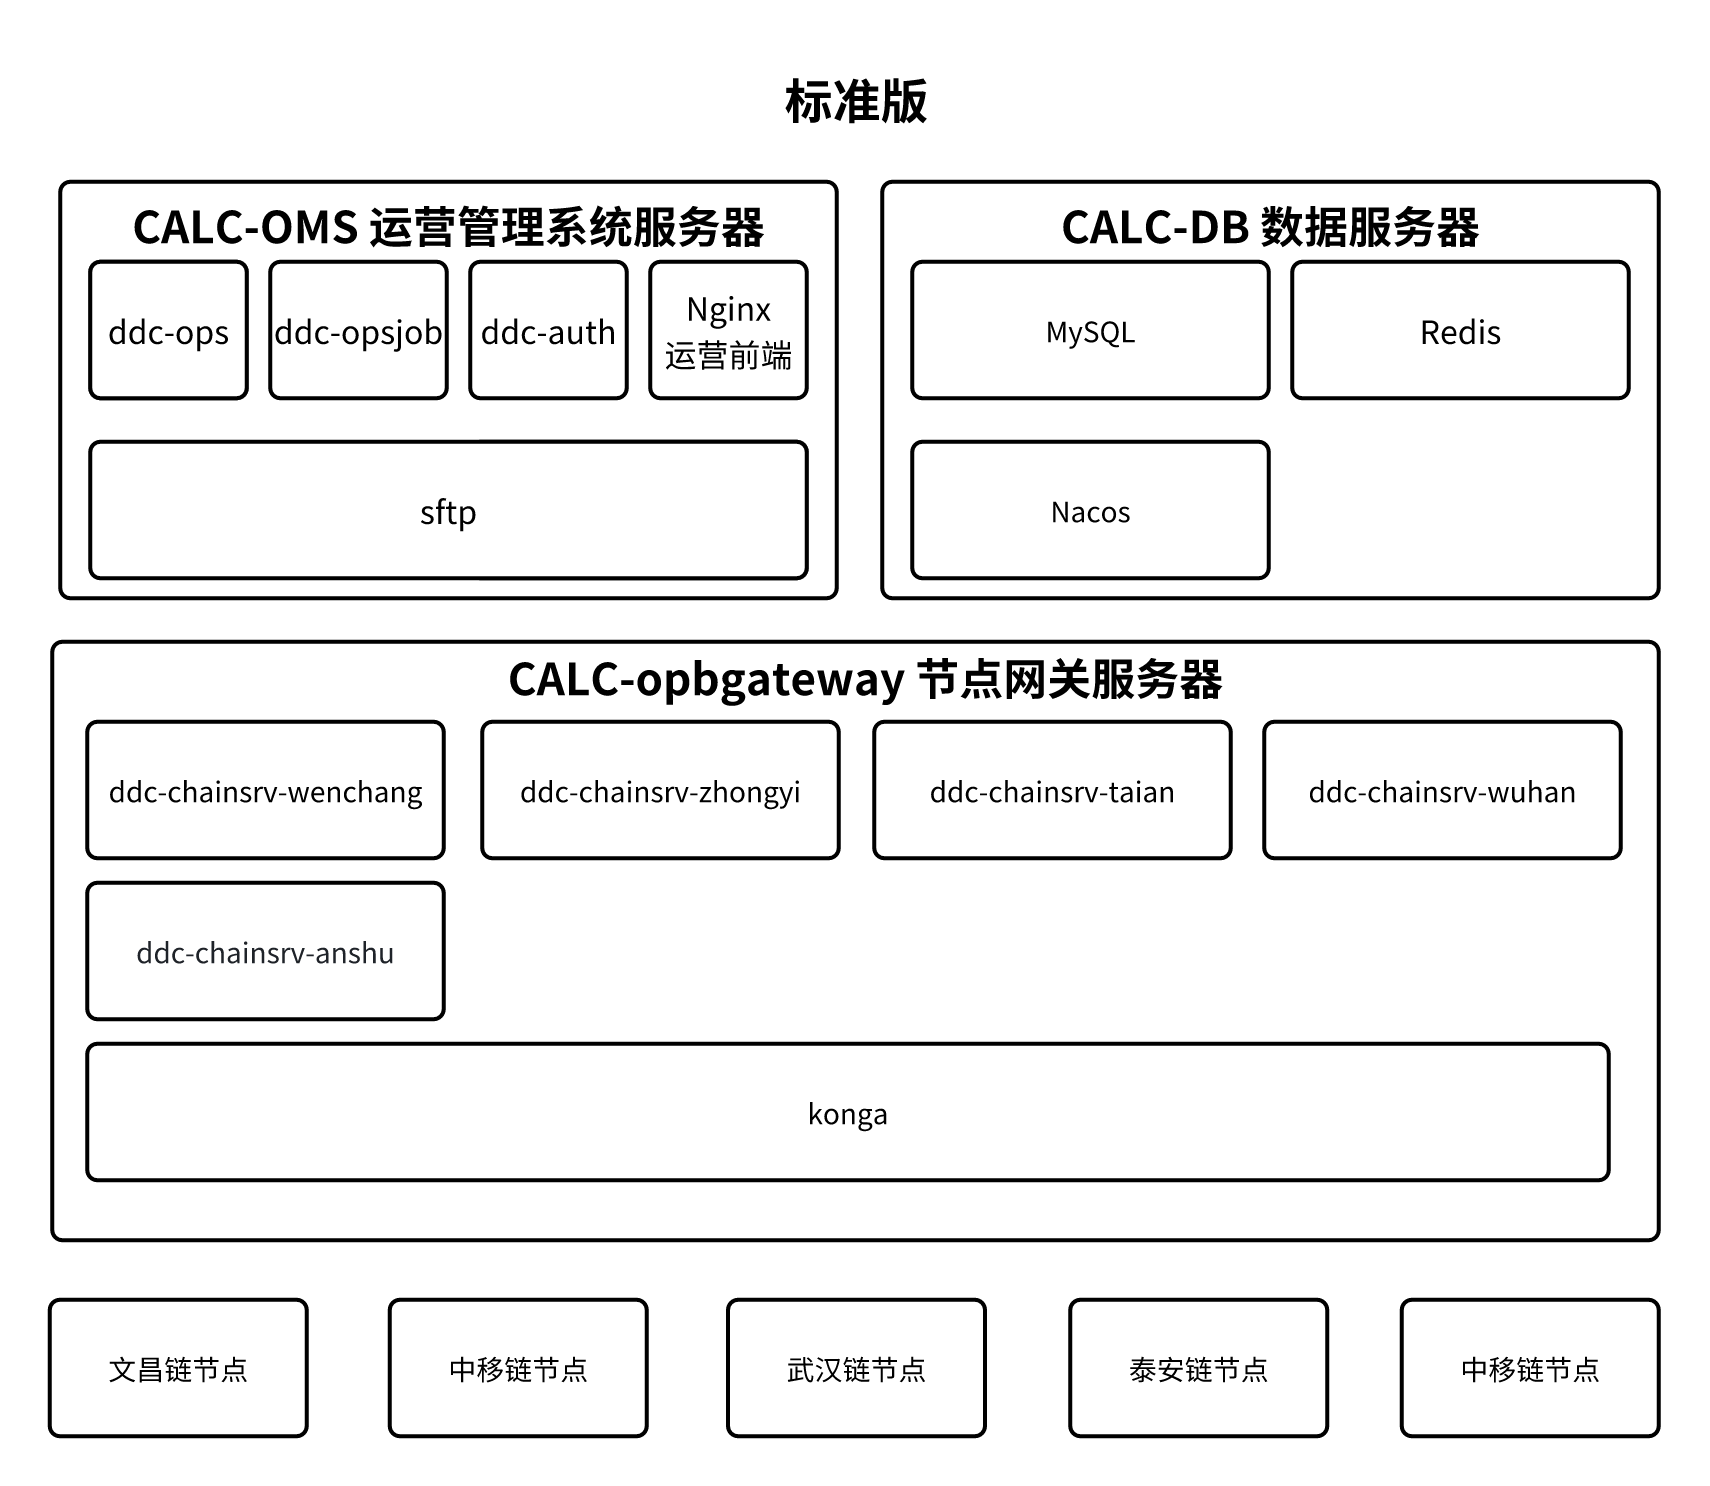 标准版
CALC-OMS 运营管理系统服务器
ddc-ops
ddc-opsjob
ddc-auth
Nginx
运营前端
sftp
CALC-DB 数据服务器
MySQL
Redis
Nacos
CALC-opbgateway 节点网关服务器
ddc-chainsrv-wenchang
ddc-chainsrv-zhongyi
ddc-chainsrv-taian
ddc-chainsrv-wuhan
ddc-chainsrv-anshu
konga
文昌链节点
中移链节点
武汉链节点
泰安链节点
中移链节点